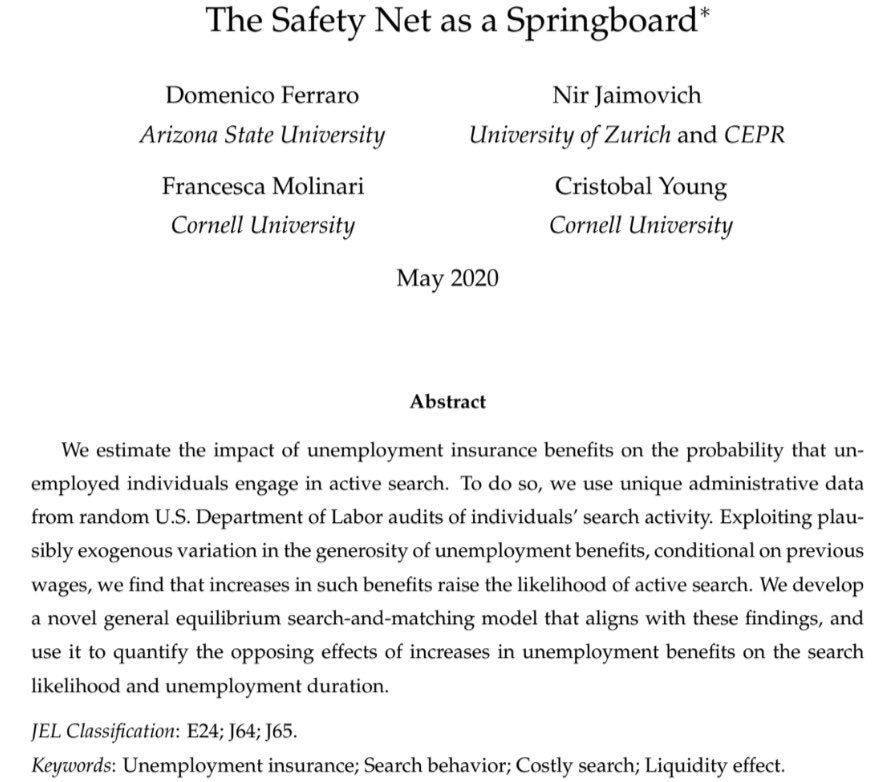 The Safety Net as a Springboard*
Domenico Ferraro
Arizona State University
Nir Jaimovich
University of Zurich and CEPR
Francesca Molinari
Cornell University
Cristobal Young
Cornell University
May 2020
Abstract
We estimate the impact of unemployment insurance benefits on the probability that un-
employed individuals engage in active search. To do so, we use unique administrative data
from random U.S. Department of Labor audits of individuals' search activity. Exploiting plau-
sibly exogenous variation in the generosity of unemployment benefits, conditional on previous
wages, we find that increases in such benefits raise the likelihood of active search. We develop
a novel general equilibrium search-and-matching model that aligns with these findings, and
use it to quantify the opposing effects of increases in unemployment benefits on the search
likelihood and unemployment duration.
JEL Classification: E24; J64; J65.
Keywords: Unemployment insurance; Search behavior; Costly search; Liquidity effect.